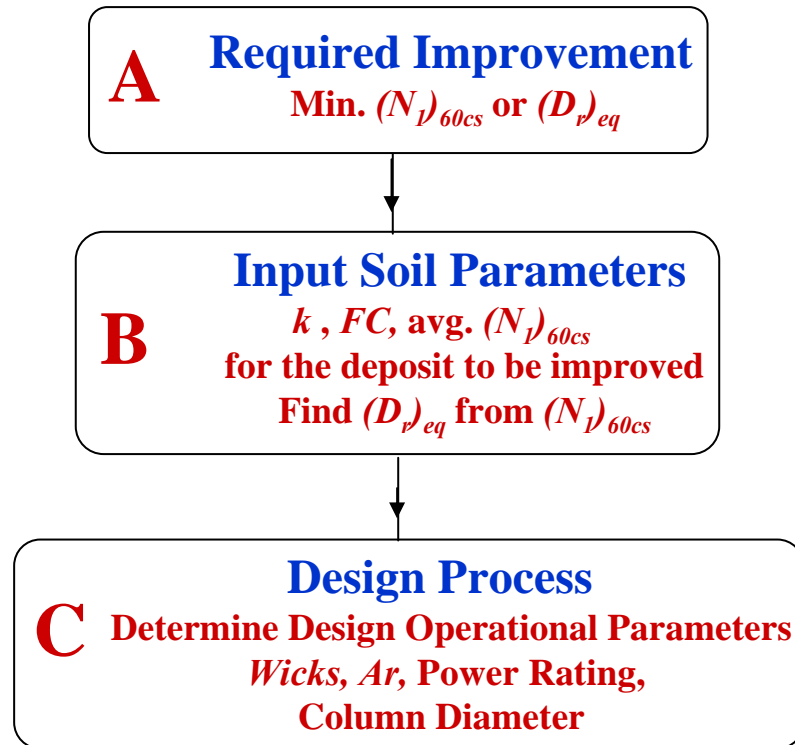 A
Required Improvement
Min. (N₁)₆₀cs or (Dᵣ)eq
B
Input Soil Parameters
k , FC, avg. (N₁)₆₀cs
for the deposit to be improved
Find (Dᵣ)eq from (N₁)₆₀cs
C
Design Process
Determine Design Operational Parameters
Wicks, Ar, Power Rating,
Column Diameter